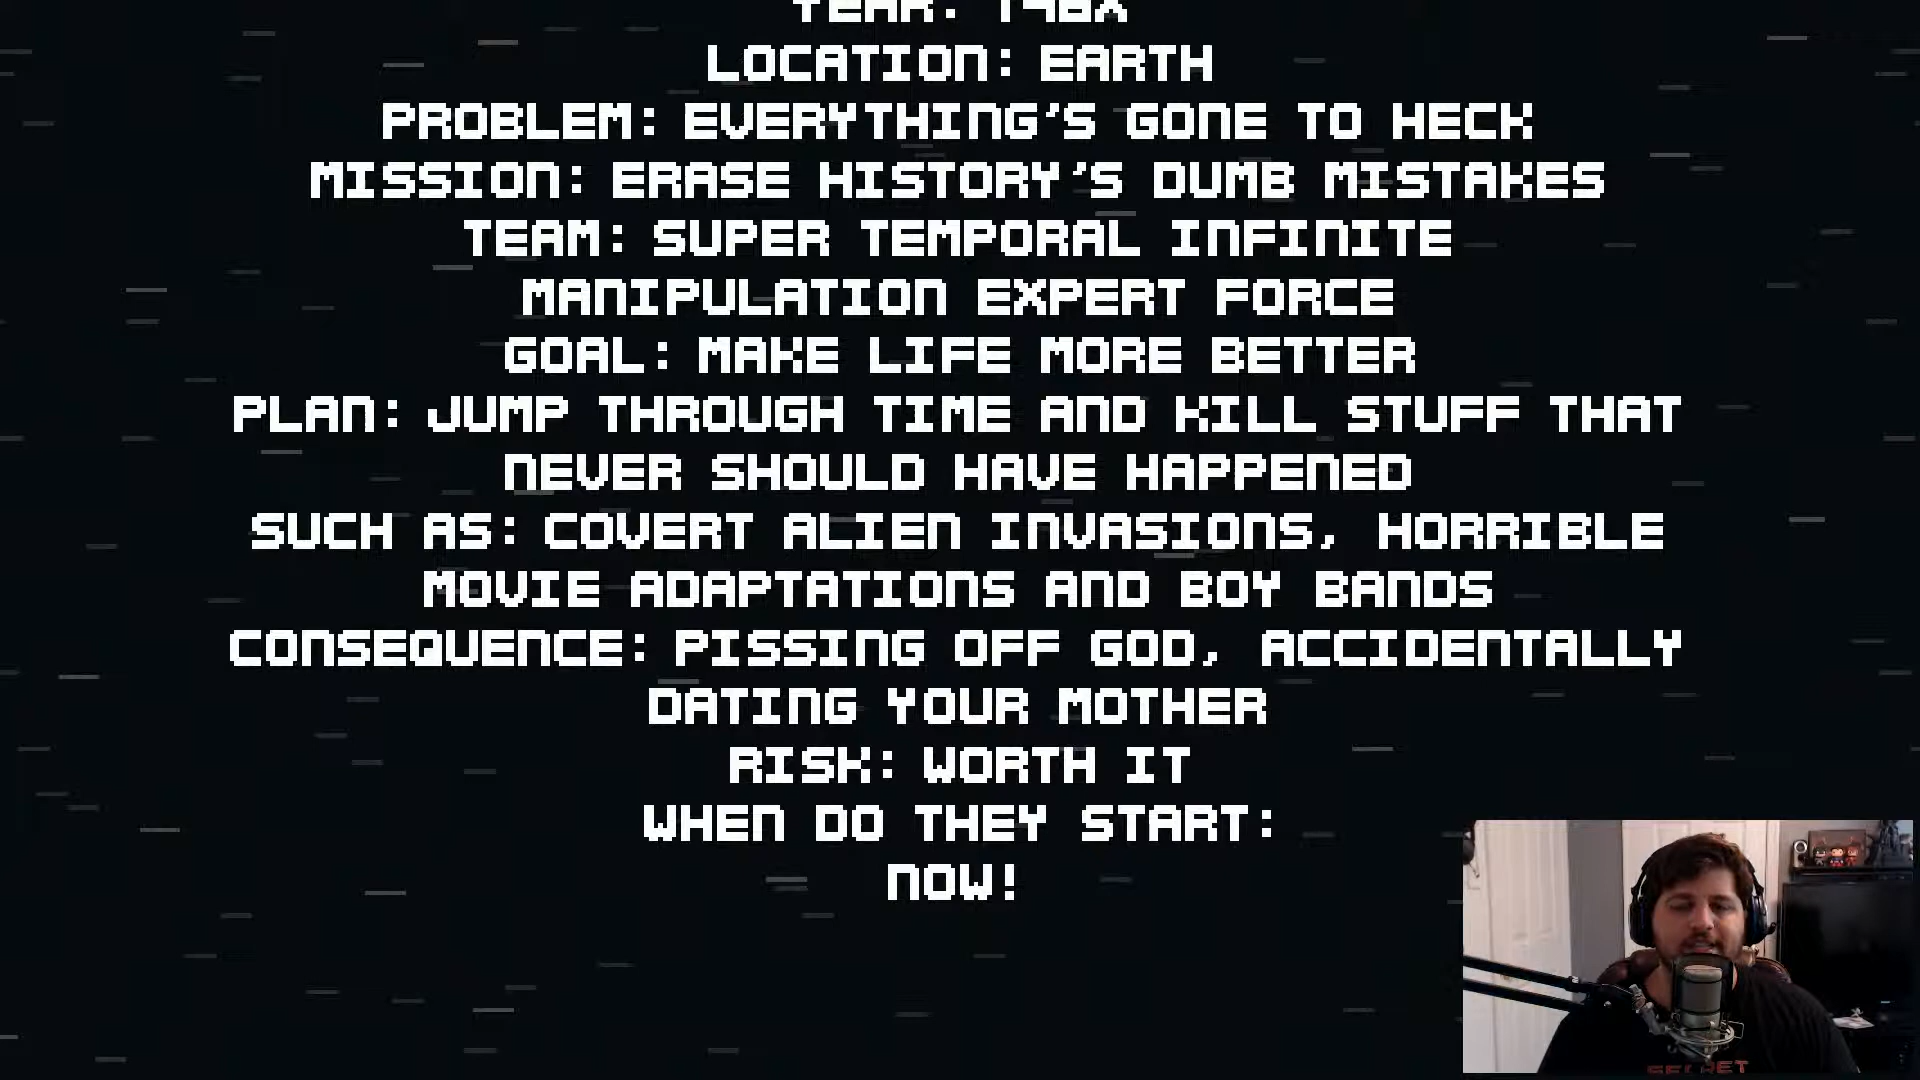 YEAR: 198X
LOCATION: EARTH
PROBLEM: EVERYTHING'S GONE TO HECK
MISSION: ERASE HISTORY'S DUMB MISTAKES
TEAM: SUPER TEMPORAL INFINITE
MANIPULATION EXPERT FORCE
GOAL: MAKE LIFE MORE BETTER
PLAN: JUMP THROUGH TIME AND KILL STUFF THAT
NEVER SHOULD HAVE HAPPENED
SUCH AS: COVERT ALIEN INVASIONS, HORRIBLE
MOVIE ADAPTATIONS AND BOY BANDS
CONSEQUENCE: PISSING OFF GOD, ACCIDENTALLY
DATING YOUR MOTHER
RISK: WORTH IT
WHEN DO THEY START:
NOW!
SECRET